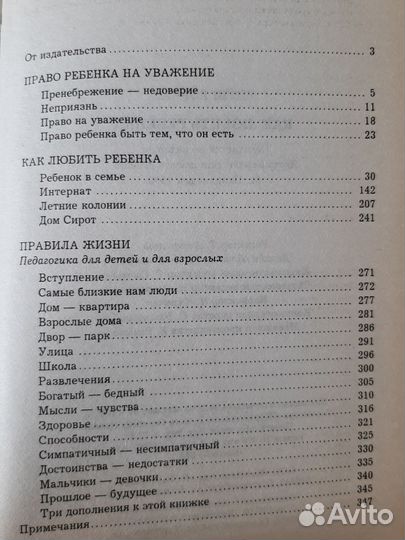 От издательства 3
ПРАВО РЕБЕНКА НА УВАЖЕНИЕ
Пренебрежение — недоверие 5
Неприязнь 11
Право на уважение 18
Право ребенка быть тем, что он есть 23
КАК ЛЮБИТЬ РЕБЕНКА
Ребенок в семье 30
Интернат 142
Летние колонии 207
Дом Сирот 241
ПРАВИЛА ЖИЗНИ
Педагогика для детей и для взрослых
Вступление 271
Самые близкие нам люди 272
Дом — квартира 277
Взрослые дома 281
Двор — парк 286
Улица 291
Школа 296
Развлечения 300
Богатый — бедный 305
Мысли — чувства 310
Здоровье 316
Способности 321
Симпатичный — несимпатичный 325
Достоинства — недостатки 330
Мальчики — девочки 335
Прошлое — будущее 340
Три дополнения к этой книжке 345
Примечания 347
Avito